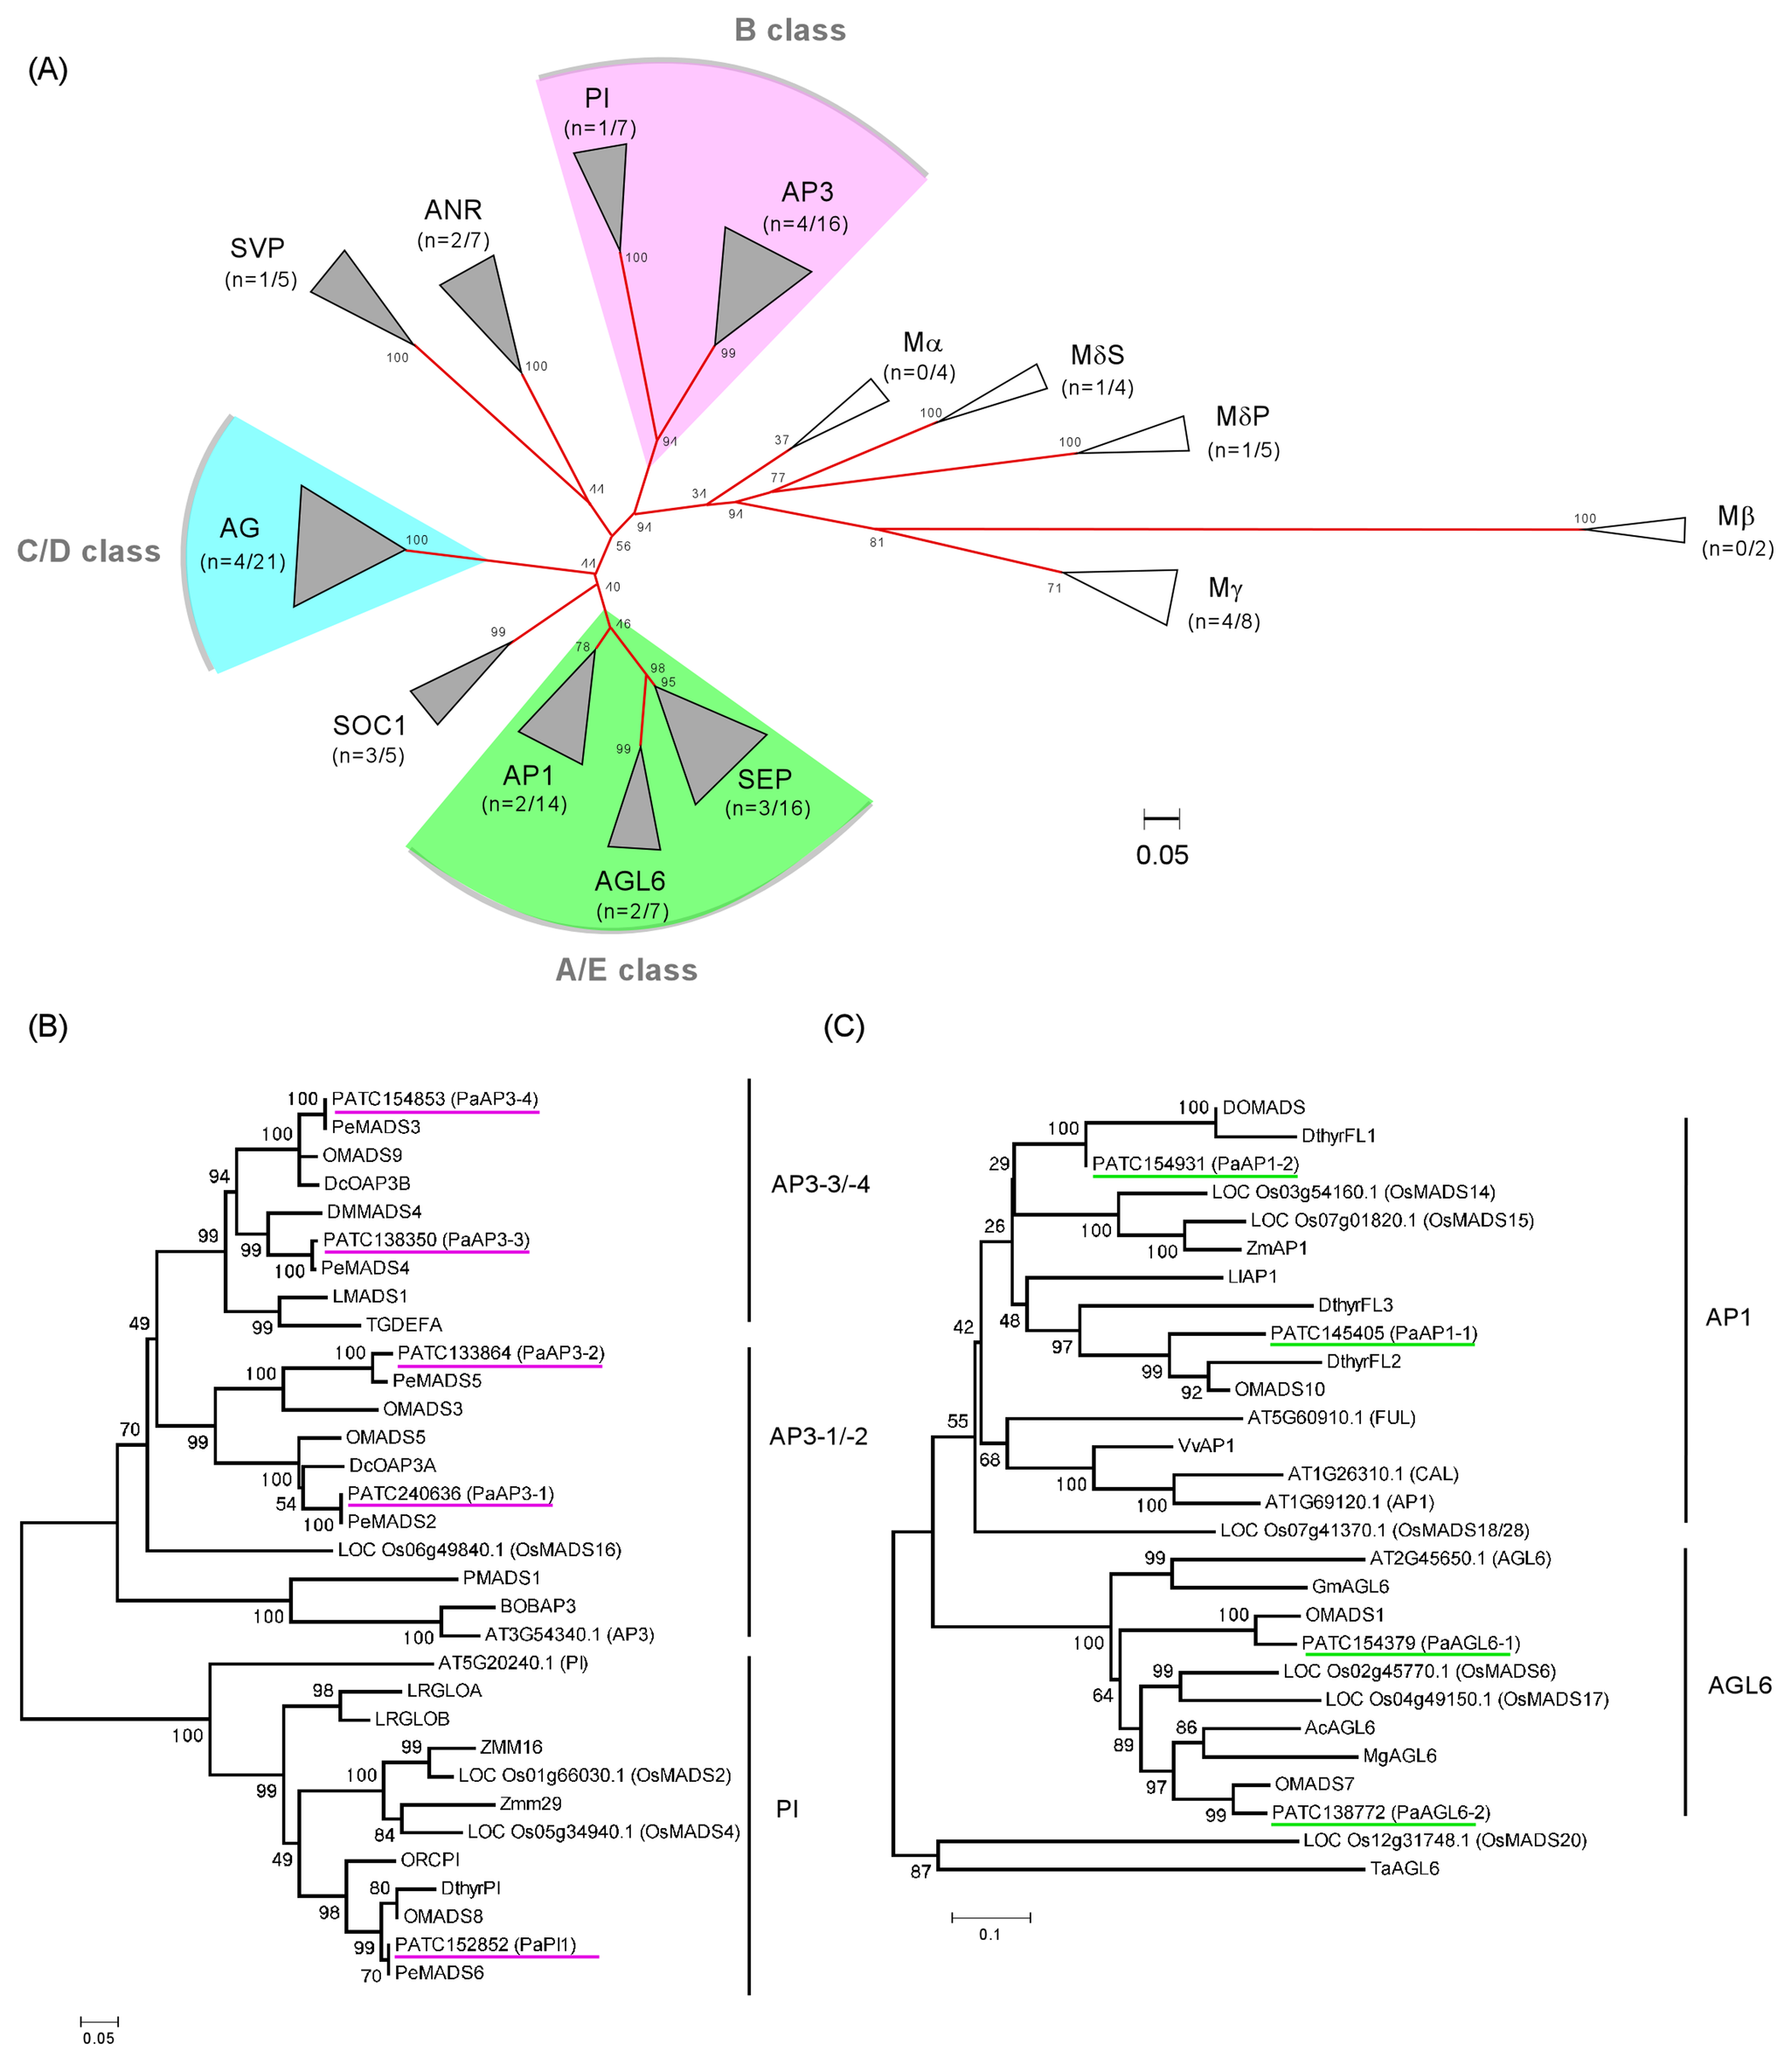 (A)
B class
PI
(n=1/7)
AP3
(n=4/16)
ANR
(n=2/7)
SVP
(n=1/5)
100
99
100
100
94
Mα
(n=0/4)
MδS
(n=1/4)
MδP
(n=1/5)
Mβ
(n=0/2)
Mγ
(n=4/8)
37
100
100
77
34
94
94
100
81
71
44
56
C/D class
AG
(n=4/21)
100
44
40
99
SOC1
(n=3/5)
46
78
98
95
99
AP1
(n=2/14)
SEP
(n=3/16)
AGL6
(n=2/7)
A/E class
0.05
(B)
100
PATC154853 (PaAP3-4)
100
PeMADS3
OMADS9
94
DcOAP3B
DMMADS4
99
PATC138350 (PaAP3-3)
99
100
PeMADS4
LMADS1
99
TGDEFA
AP3-3/-4
49
100
PATC133864 (PaAP3-2)
100
PeMADS5
OMADS3
70
99
OMADS5
DcOAP3A
100
PATC240636 (PaAP3-1)
54
100
PeMADS2
LOC Os06g49840.1 (OsMADS16)
PMADS1
100
BOBAP3
100
AT3G54340.1 (AP3)
AP3-1/-2
AT5G20240.1 (PI)
98
LRGLOA
LRGLOB
100
99
ZMM16
100
LOC Os01g66030.1 (OsMADS2)
99
Zmm29
84
LOC Os05g34940.1 (OsMADS4)
49
ORCPI
80
DthyrPI
98
OMADS8
99
PATC152852 (PaPI1)
70
PeMADS6
PI
0.05
(C)
100
DOMADS
100
DthyrFL1
29
PATC154931 (PaAP1-2)
LOC Os03g54160.1 (OsMADS14)
26
100
LOC Os07g01820.1 (OsMADS15)
100
ZmAP1
LIAP1
48
DthyrFL3
42
97
PATC145405 (PaAP1-1)
99
DthyrFL2
92
OMADS10
55
AT5G60910.1 (FUL)
68
VvAP1
100
AT1G26310.1 (CAL)
100
AT1G69120.1 (AP1)
LOC Os07g41370.1 (OsMADS18/28)
AP1
99
AT2G45650.1 (AGL6)
GmAGL6
100
100
OMADS1
PATC154379 (PaAGL6-1)
64
99
LOC Os02g45770.1 (OsMADS6)
LOC Os04g49150.1 (OsMADS17)
89
86
AcAGL6
MgAGL6
97
OMADS7
99
PATC138772 (PaAGL6-2)
AGL6
LOC Os12g31748.1 (OsMADS20)
87
TaAGL6
0.1